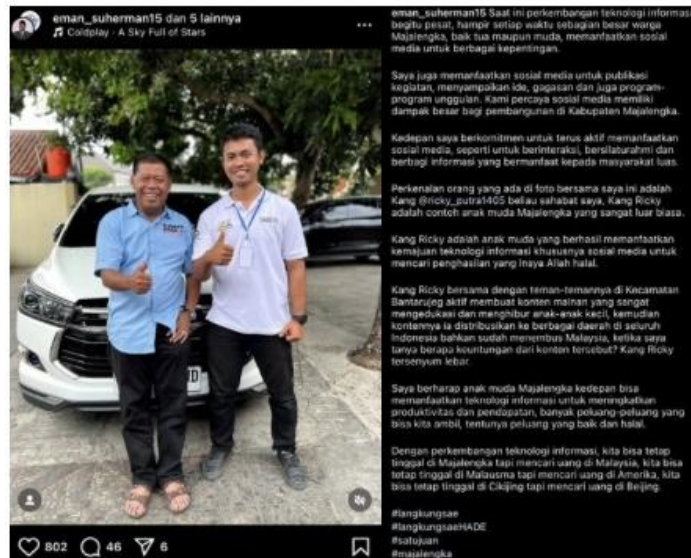 eman_suherman15 dan 5 lainnya
Coldplay · A Sky Full of Stars
802
46
6
eman_suherman15 Saat ini perkembangan teknologi informasi
begitu pesat, hampir setiap waktu sebagian besar warga
Majalengka, baik tua maupun muda, memanfaatkan sosial
media untuk berbagai kepentingan.
Saya juga memanfaatkan sosial media untuk publikasi
kegiatan, menyampaikan ide, gagasan dan juga program-
program unggulan. Kami percaya sosial media memiliki
dampak besar bagi pembangunan di Kabupaten Majalengka.
Kedepan saya berkomitmen untuk terus aktif memanfaatkan
sosial media, seperti untuk berinteraksi, bersilaturahmi dan
berbagi informasi yang bermanfaat kepada masyarakat luas.
Perkenalan orang yang ada di foto bersama saya ini adalah
Kang @ricky_putra1405 beliau sahabat saya, Kang Ricky
adalah contoh anak muda Majalengka yang sangat luar biasa.
Kang Ricky adalah anak muda yang berhasil memanfaatkan
kemajuan teknologi informasi khususnya sosial media untuk
mencari penghasilan yang Inaya Allah halal.
Kang Ricky bersama dengan teman-temannya di Kecamatan
Bantarujeg aktif membuat konten mainan yang sangat
mengedukasi dan menghibur anak-anak kecil, kemudian
kontennya ia distribusikan ke berbagai daerah di seluruh
Indonesia bahkan sudah menembus Malaysia, ketika saya
tanya berapa keuntungan dari konten tersebut? Kang Ricky
tersenyum lebar.
Saya berharap anak muda Majalengka kedepan bisa
memanfaatkan teknologi informasi untuk meningkatkan
produktivitas dan pendapatan, banyak peluang-peluang yang
bisa kita ambil, tentunya peluang yang baik dan halal.
Dengan perkembangan teknologi informasi, kita bisa tetap
tinggal di Majalengka tapi mencari uang di Malaysia, kita bisa
tetap tinggal di Malausma tapi mencari uang di Amerika, kita
bisa tetap tinggal di Cikijing tapi mencari uang di Beijing.
#langkungsae
#langkungsaeHADE
#satujuan
#majalengka